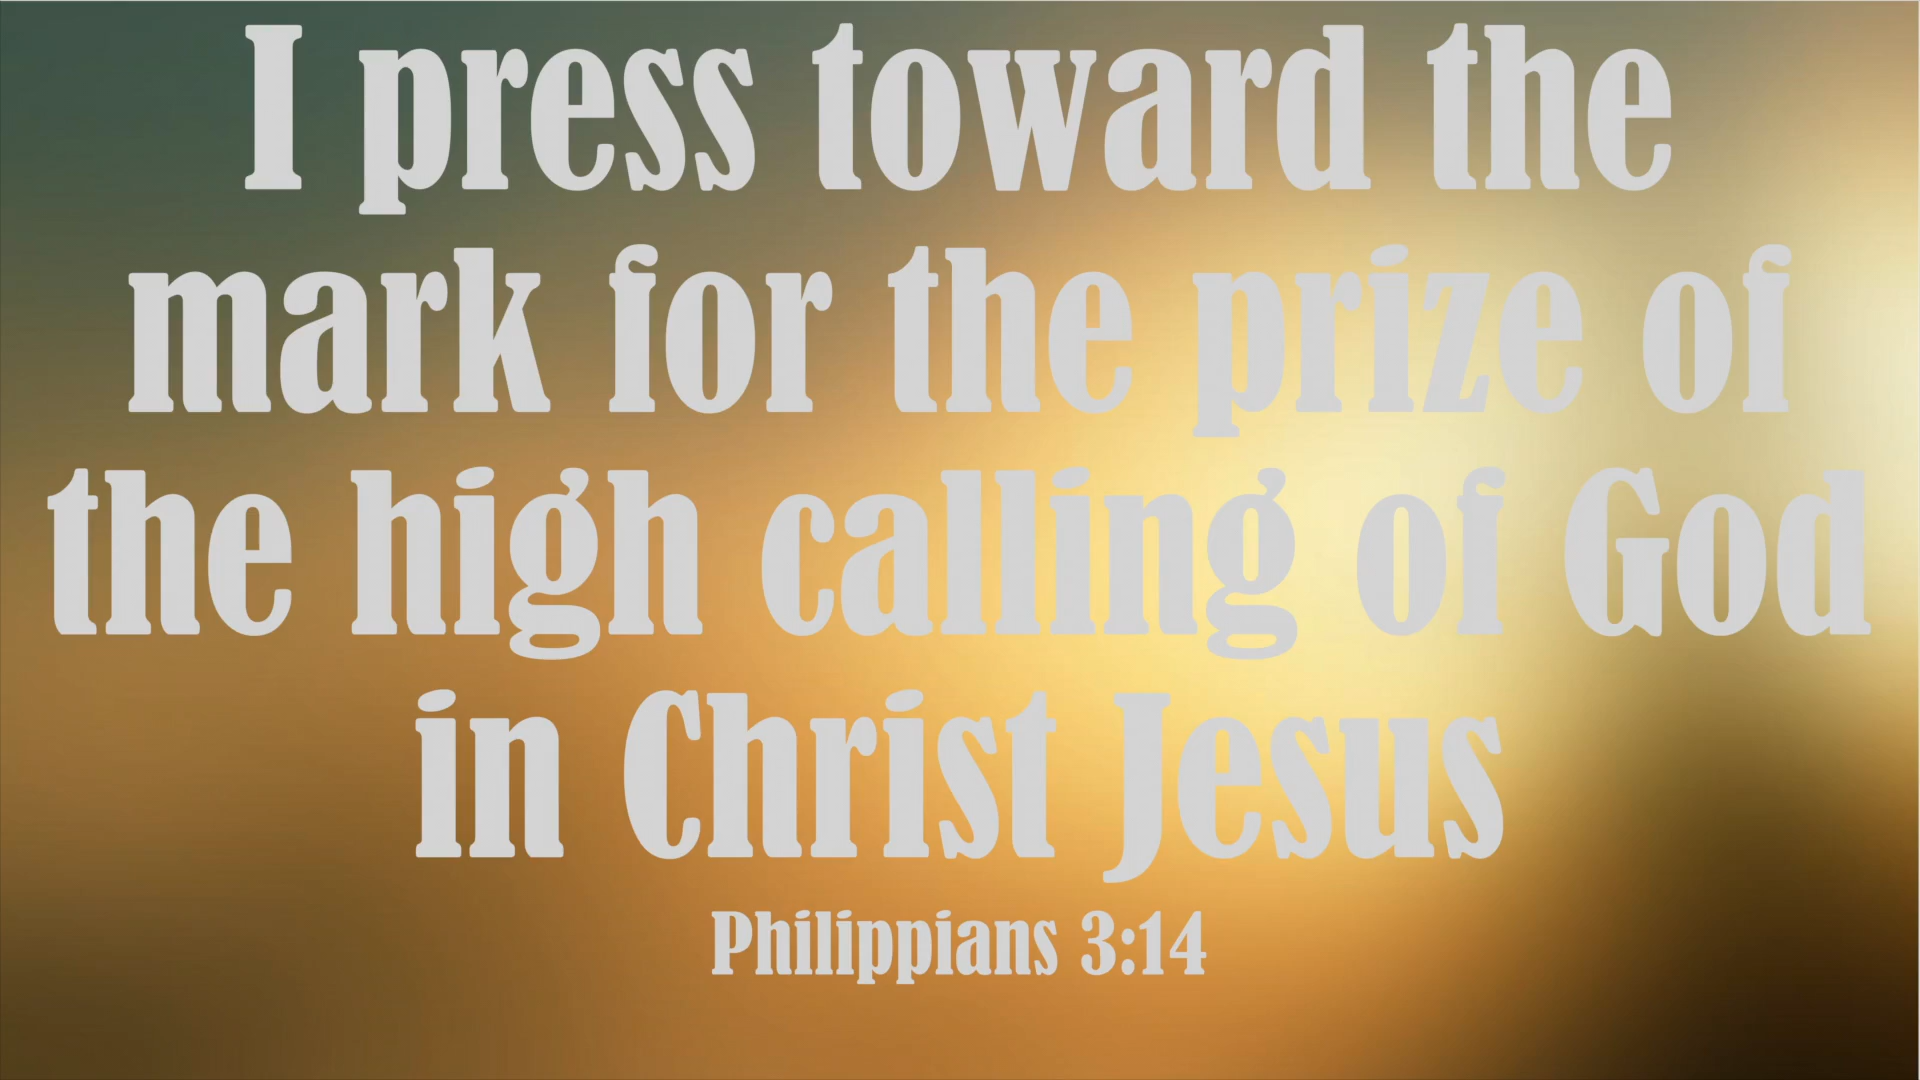 I press toward the
mark for the prize of
the high calling of God
in Christ Jesus
Philippians 3:14